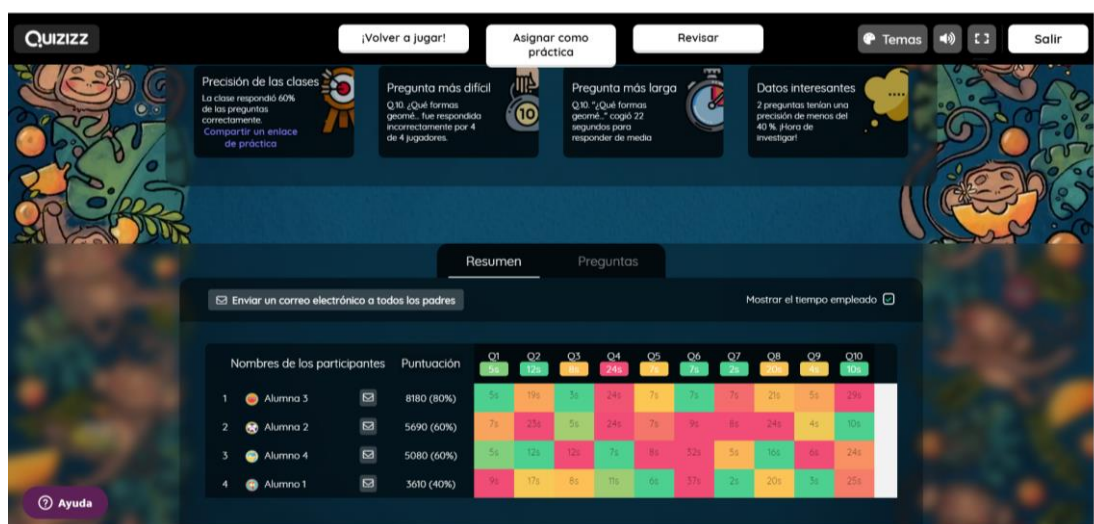 Quizizz
¡Volver a jugar!
Asignar como
práctica
Revisar
Temas
Salir
Precisión de las clases
La clase respondió 60%
de las preguntas
correctamente.
Compartir un enlace
de práctica
Pregunta más difícil
Q.10. ¿Qué formas
geomé... fue respondida
incorrectamente por 4
de 4 jugadores.
10
Pregunta más larga
Q.10. "¿Qué formas
geomé..." cogió 22
segundos para
responder de media
Datos interesantes
2 preguntas tenían una
precisión de menos del
40 %. ¡Hora de
investigar!
Resumen
Preguntas
Enviar un correo electrónico a todos los padres
Mostrar el tiempo empleado
Nombres de los participantes Puntuación Q1 Q2 Q3 Q4 Q5 Q6 Q7 Q8 Q9 Q10
5s 12s 8s 24s 7s 7s 2s 20s 4s 10s
1 Alumna 3 8180 (80%) 5s 19s 3s 24s 7s 7s 7s 21s 5s 29s
2 Alumna 2 5690 (60%) 7s 23s 5s 24s 7s 9s 8s 24s 4s 10s
3 Alumno 4 5080 (60%) 5s 12s 12s 7s 8s 32s 5s 16s 6s 24s
4 Alumno 1 3610 (40%) 9s 17s 8s 11s 6s 37s 2s 20s 3s 25s
Ayuda